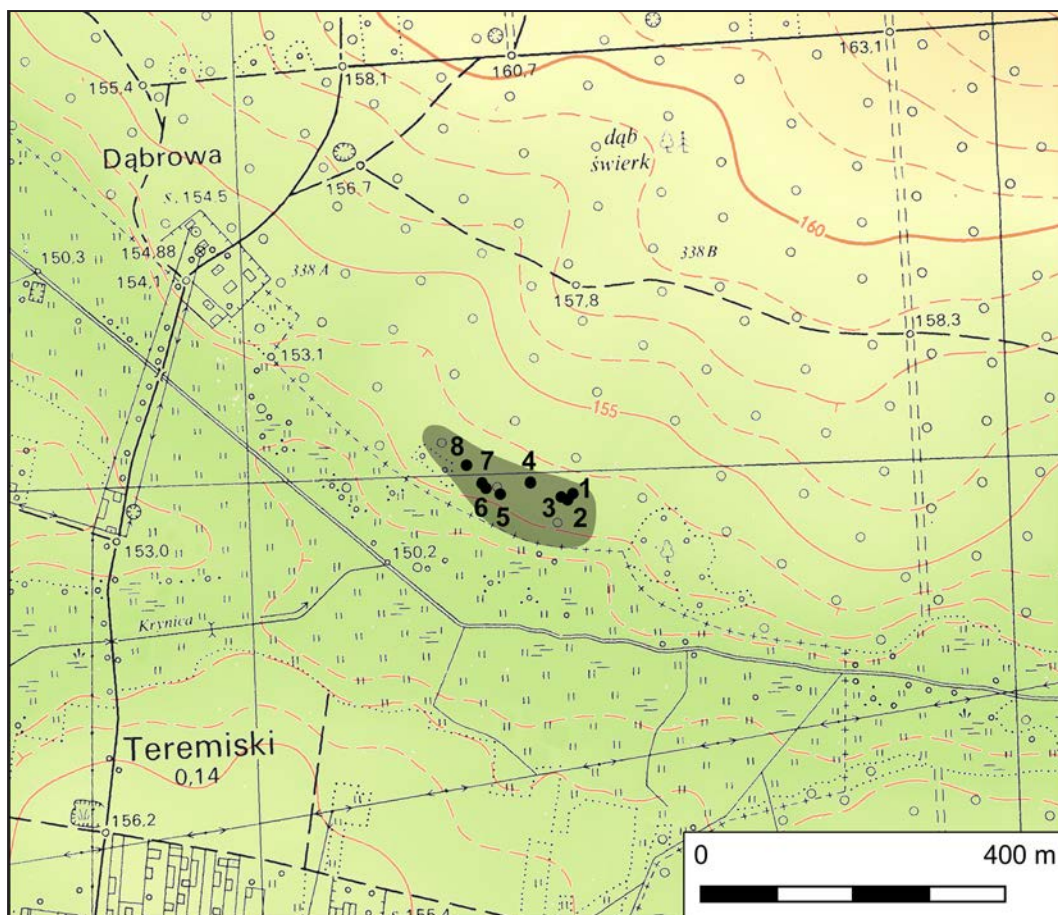 163,1
160,7
158,1
155,4
dąb
świerk
Dąbrowa
156,7
s. 154.5
160
154,88
338 B
150,3
338 A
154,1
157,8
158,3
153,1
155
8
7
4
1
3
2
6
5
153,0
150,2
Krynica
Teremiski
0,14
156,2
0
400 m
s 155,4